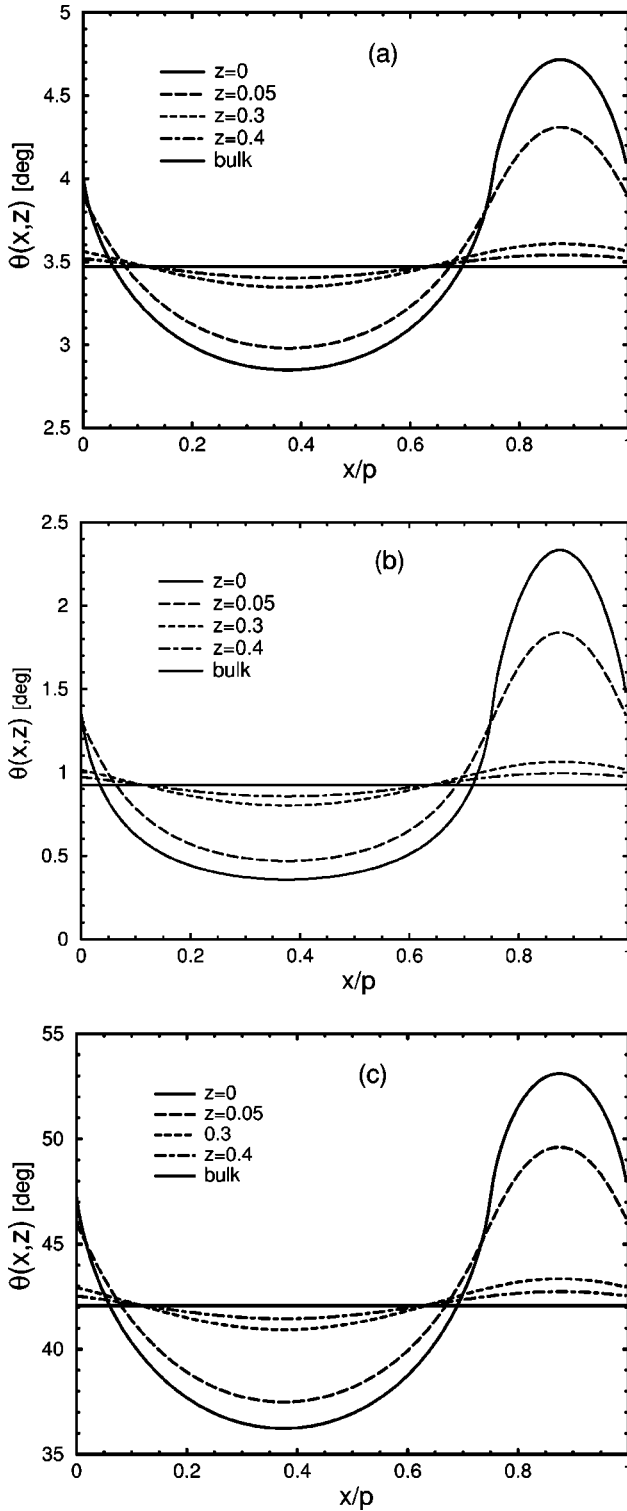 5
4.5
4
3.5
3
2.5
θ(x,z) [deg]
(a)
z=0
z=0.05
z=0.3
z=0.4
bulk
0
0.2
0.4
0.6
0.8
1
x/p
2.5
2
1.5
1
0.5
0
θ(x,z) [deg]
(b)
z=0
z=0.05
z=0.3
z=0.4
bulk
0
0.2
0.4
0.6
0.8
1
x/p
55
50
45
40
35
θ(x,z) [deg]
(c)
z=0
z=0.05
0.3
z=0.4
bulk
0
0.2
0.4
0.6
0.8
1
x/p